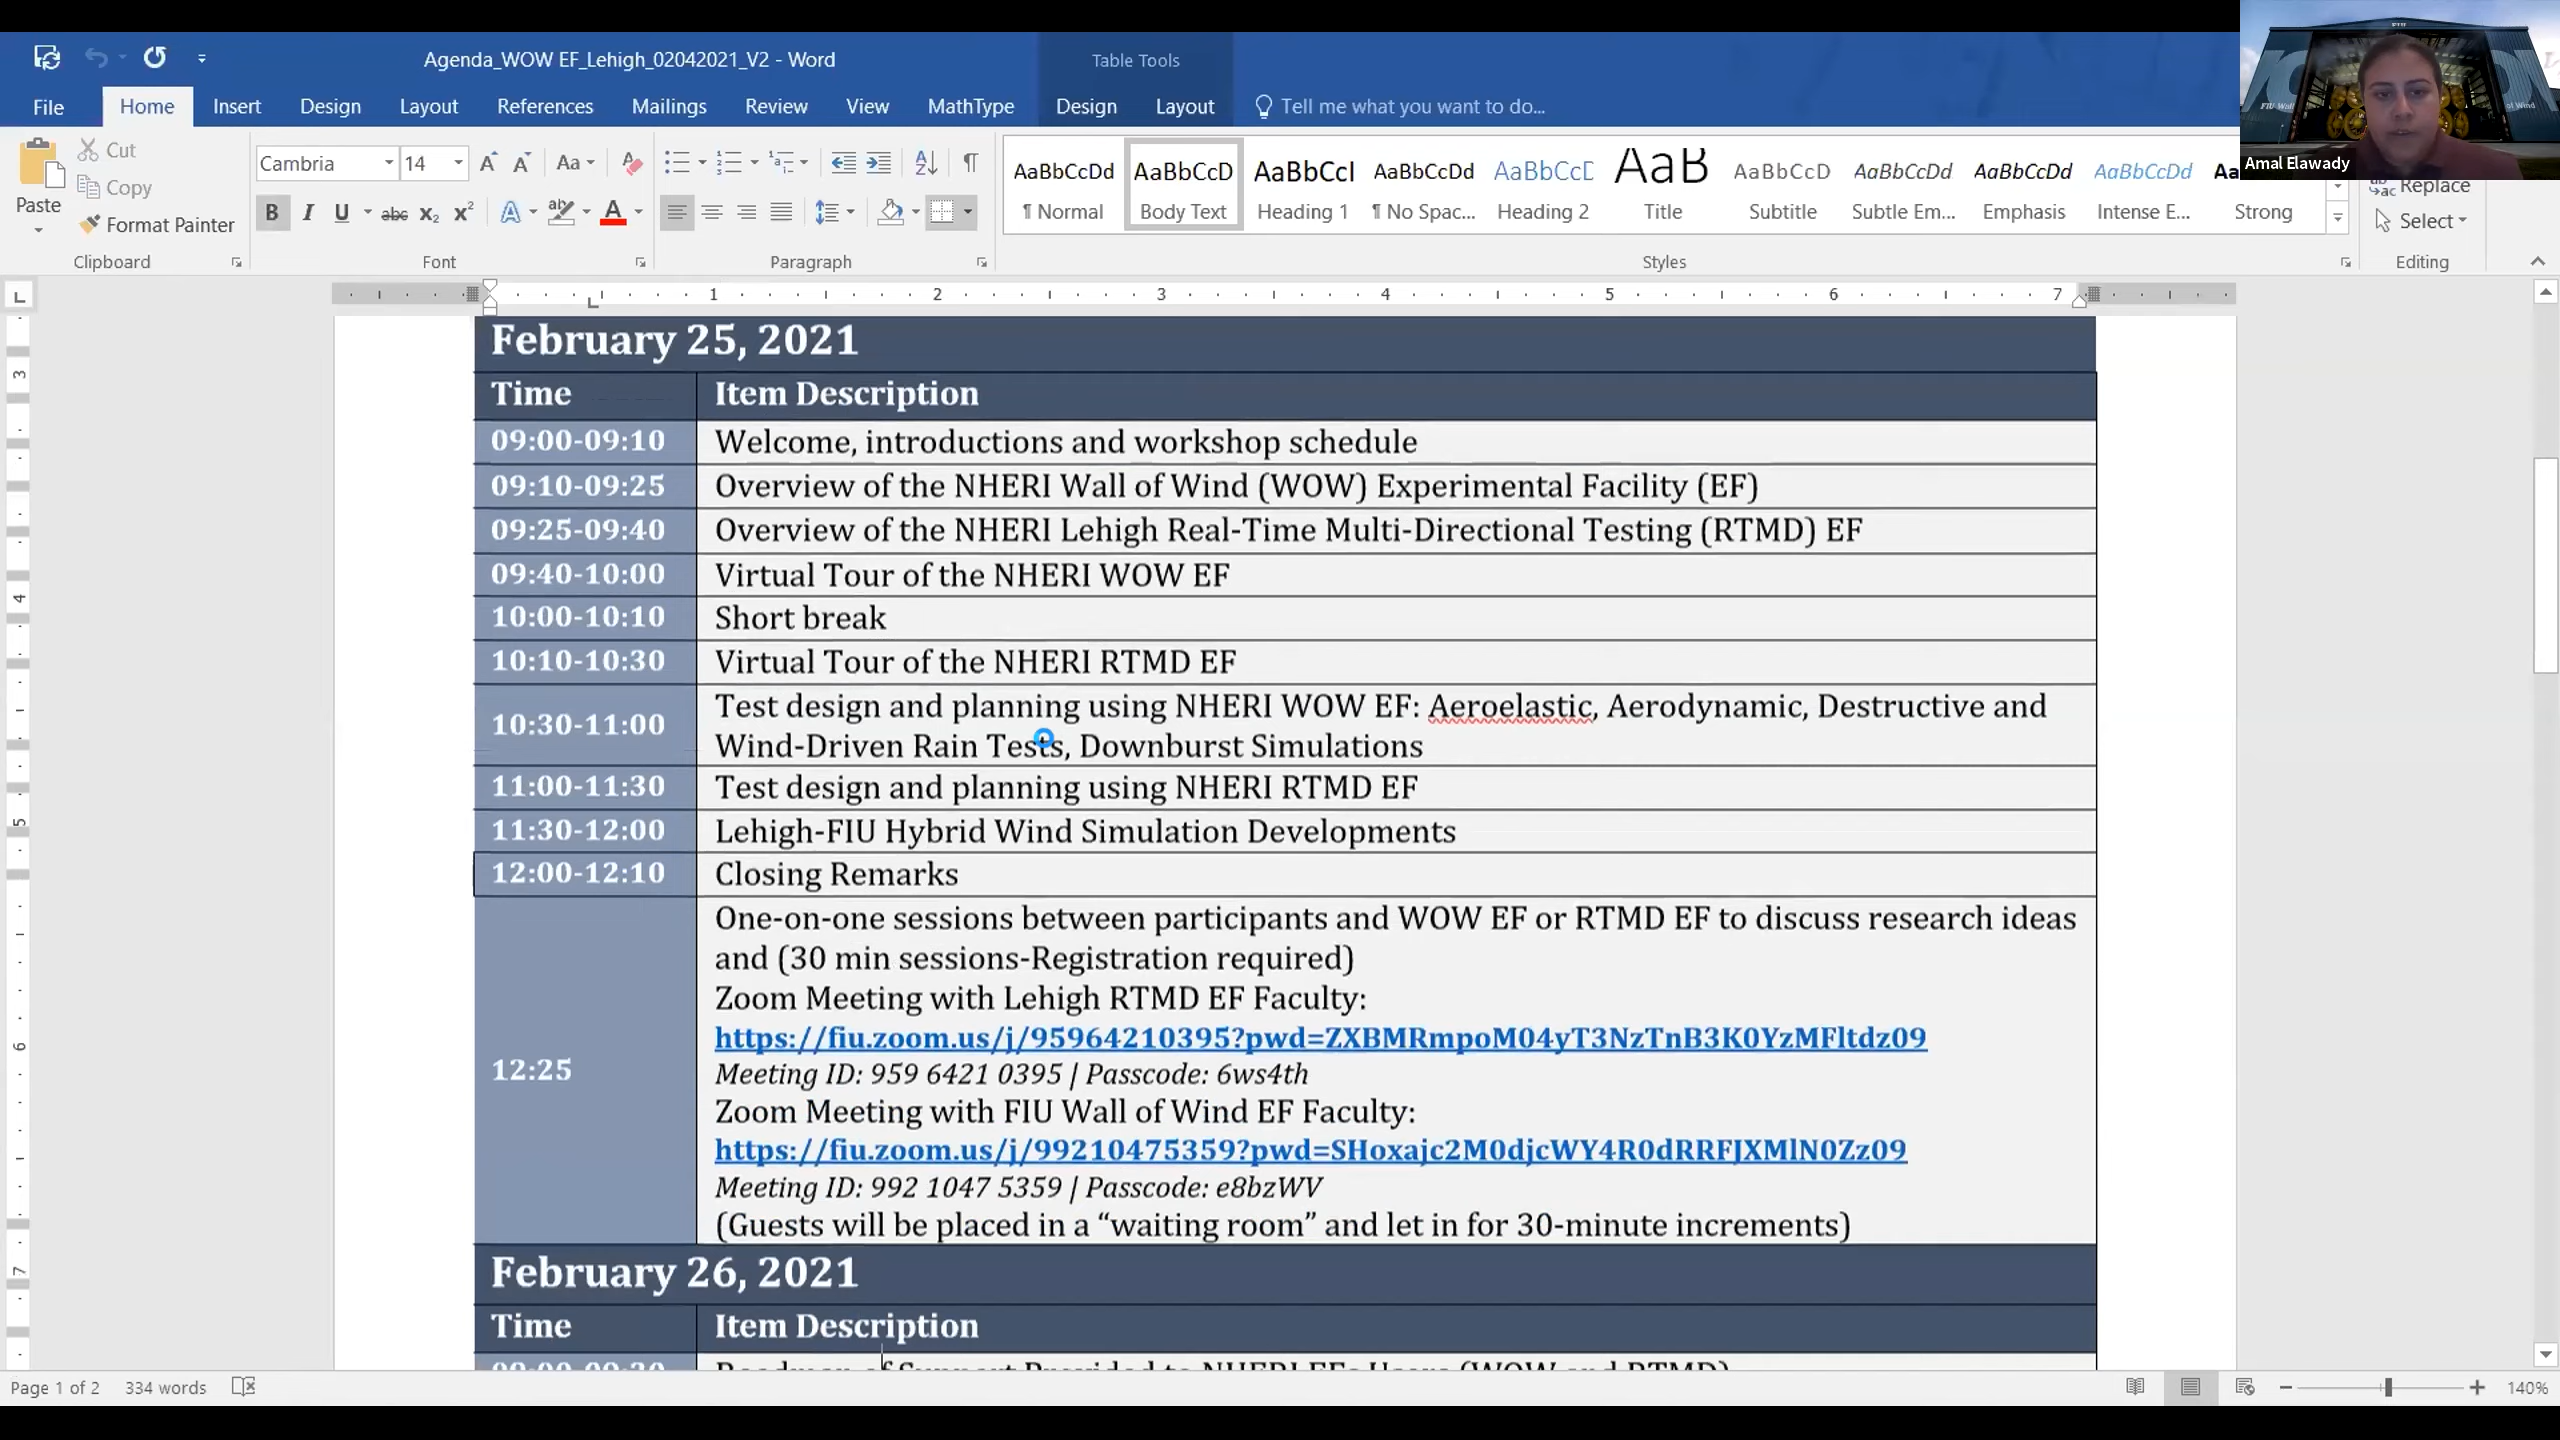 Agenda_WOW EF_Lehigh_02042021_V2 - Word
Table Tools
File Home Insert Design Layout References Mailings Review View MathType Design Layout Tell me what you want to do...
Amal Elawady
Paste
Cut
Copy
Format Painter
Clipboard
Cambria 14
Font
Paragraph
AaBbCcDd AaBbCcD AaBbCcI AaBbCcDd AaBbCcD AaB AaBbCcD AaBbCcDd AaBbCcDd AaBbCcDd
¶ Normal Body Text Heading 1 ¶ No Spac... Heading 2 Title Subtitle Subtle Em... Emphasis Intense E... Strong
Styles
Replace
Select
Editing
1 2 3 4 5 6 7
February 25, 2021
Time Item Description
09:00-09:10 Welcome, introductions and workshop schedule
09:10-09:25 Overview of the NHERI Wall of Wind (WOW) Experimental Facility (EF)
09:25-09:40 Overview of the NHERI Lehigh Real-Time Multi-Directional Testing (RTMD) EF
09:40-10:00 Virtual Tour of the NHERI WOW EF
10:00-10:10 Short break
10:10-10:30 Virtual Tour of the NHERI RTMD EF
10:30-11:00 Test design and planning using NHERI WOW EF: Aeroelastic, Aerodynamic, Destructive and
Wind-Driven Rain Tests, Downburst Simulations
11:00-11:30 Test design and planning using NHERI RTMD EF
11:30-12:00 Lehigh-FIU Hybrid Wind Simulation Developments
12:00-12:10 Closing Remarks
12:25
One-on-one sessions between participants and WOW EF or RTMD EF to discuss research ideas
and (30 min sessions-Registration required)
Zoom Meeting with Lehigh RTMD EF Faculty:
https://fiu.zoom.us/j/95964210395?pwd=ZXBMRmpoM04yT3NzTnB3K0YzMFltdz09
Meeting ID: 959 6421 0395 | Passcode: 6ws4th
Zoom Meeting with FIU Wall of Wind EF Faculty:
https://fiu.zoom.us/j/99210475359?pwd=SHoxajc2M0djcWY4R0dRRFJXMlN0Zz09
Meeting ID: 992 1047 5359 | Passcode: e8bzWV
(Guests will be placed in a “waiting room” and let in for 30-minute increments)
February 26, 2021
Time Item Description
Page 1 of 2 334 words 140%